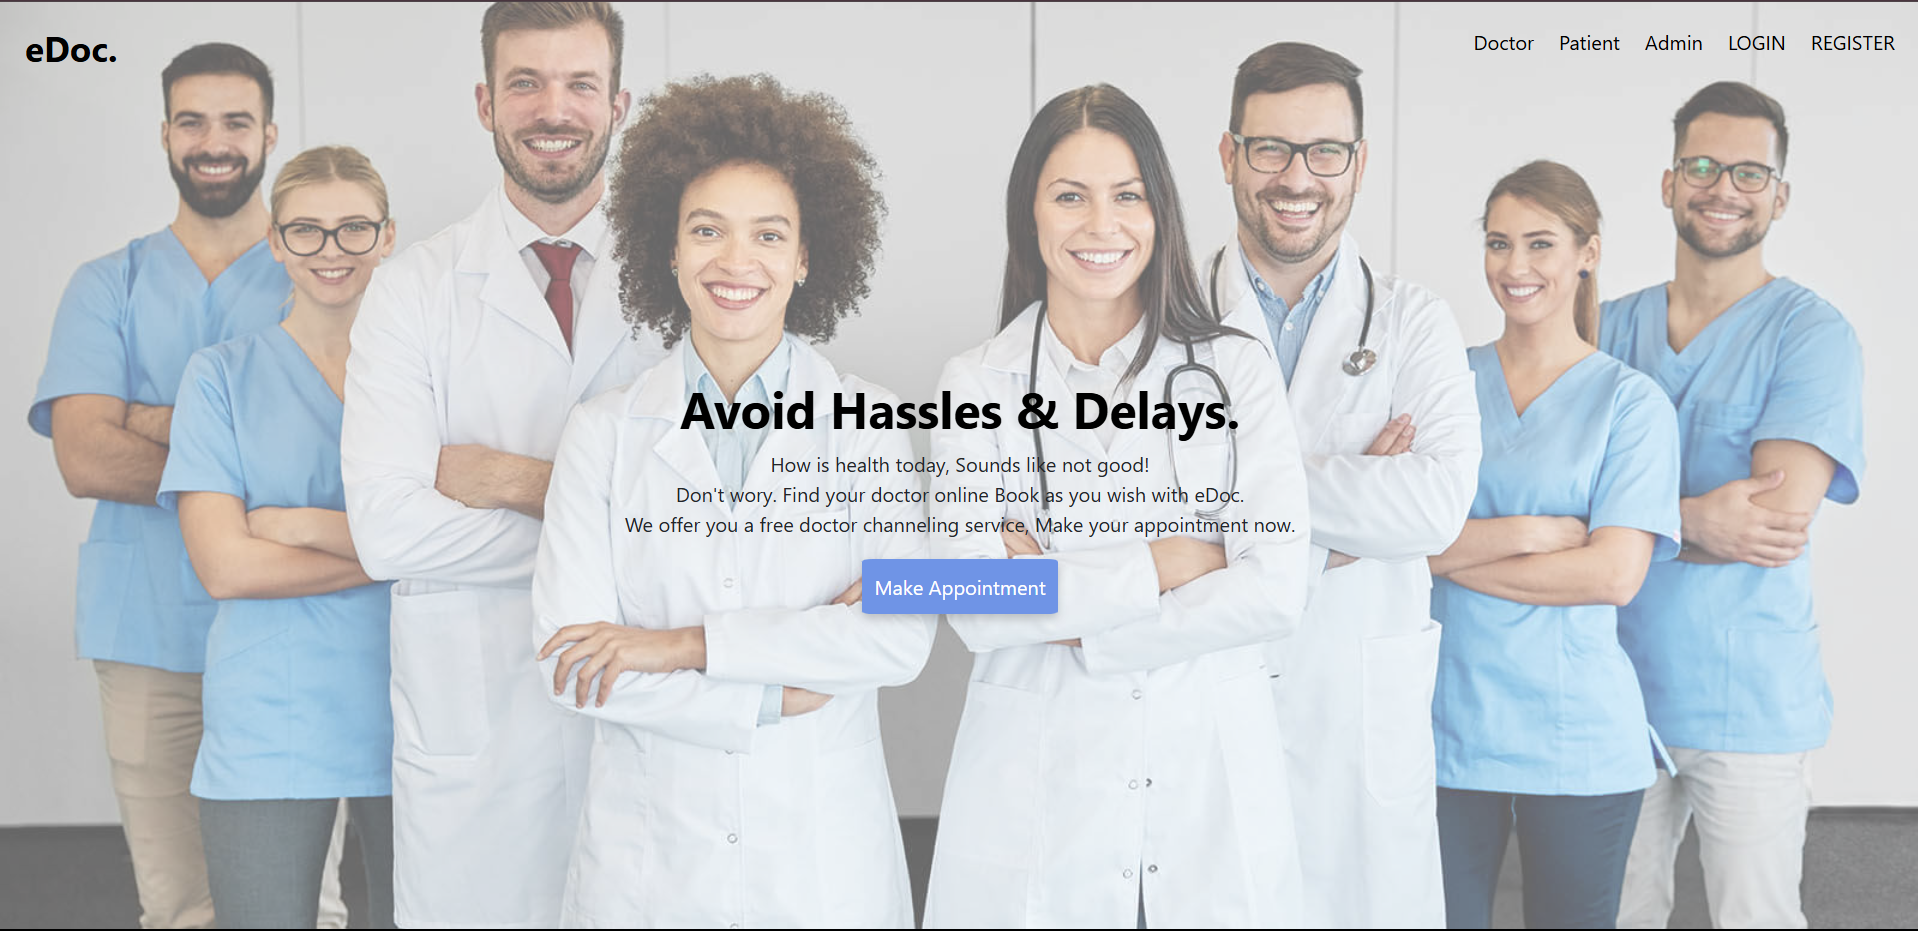 eDoc.
Doctor Patient Admin LOGIN REGISTER
Avoid Hassles & Delays.
How is health today, Sounds like not good!
Don't wory. Find your doctor online Book as you wish with eDoc.
We offer you a free doctor channeling service, Make your appointment now.
Make Appointment